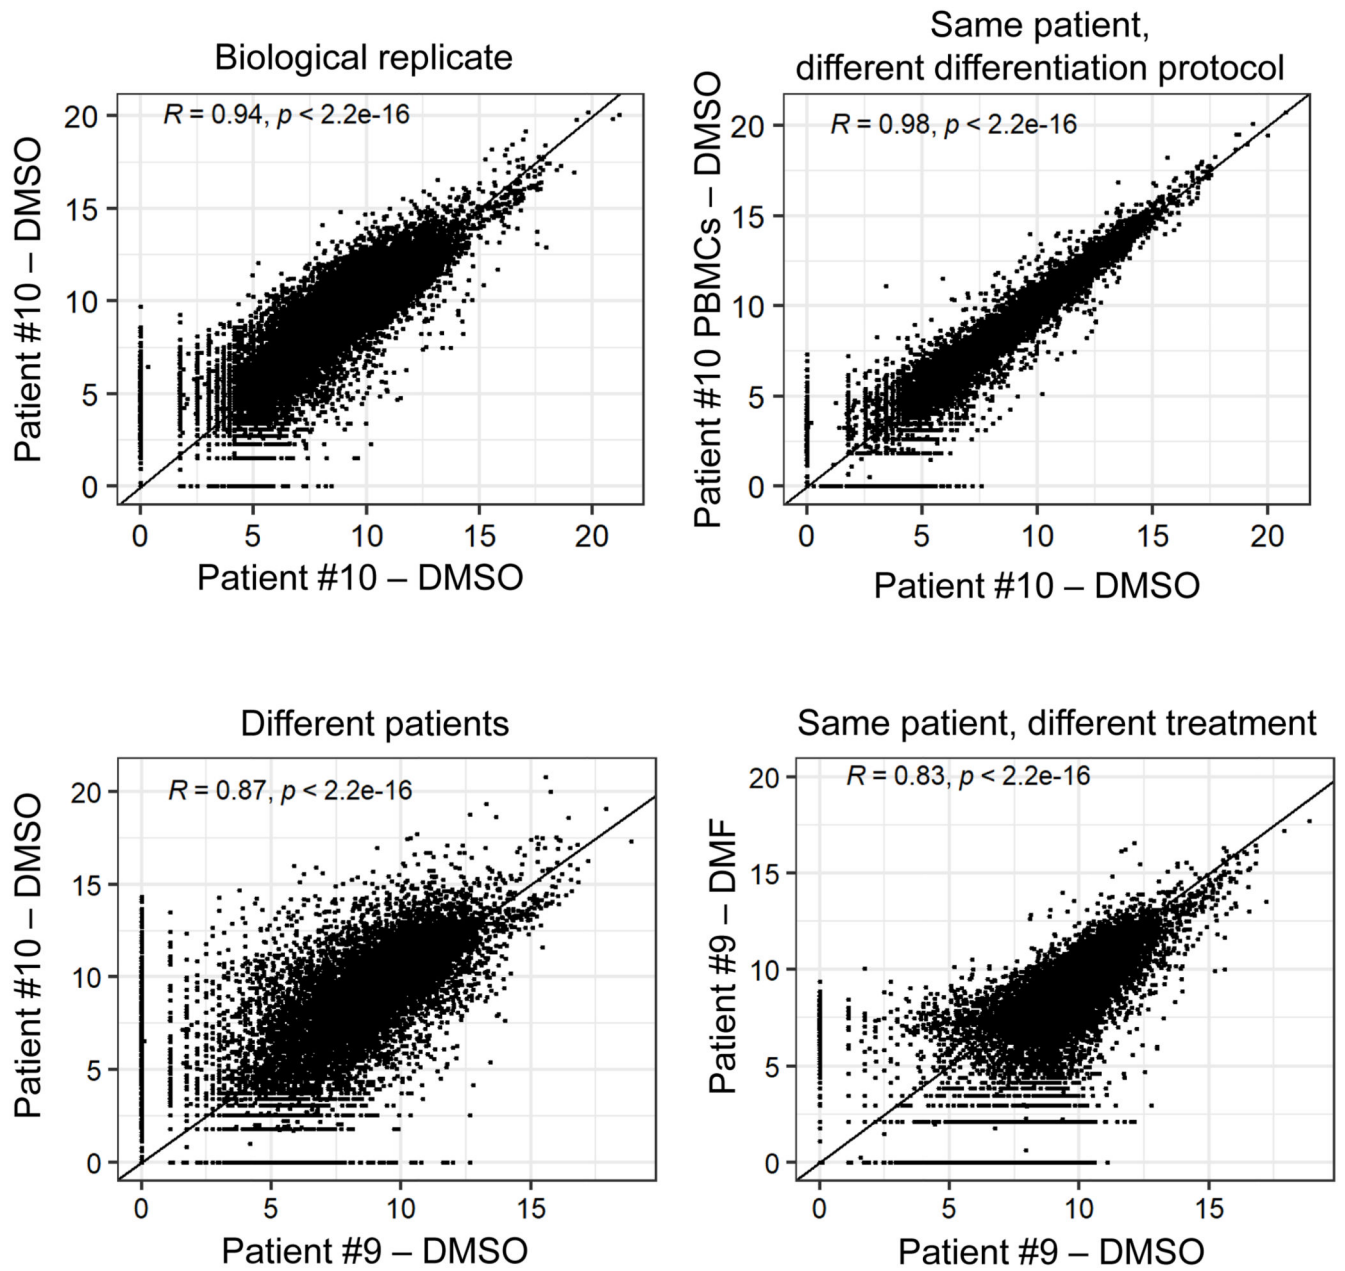 Biological replicate
R = 0.94, p < 2.2e-16
Patient #10 – DMSO
20
15
10
5
0
0 5 10 15 20
Patient #10 – DMSO
Same patient,
different differentiation protocol
R = 0.98, p < 2.2e-16
Patient #10 PBMCs – DMSO
20
15
10
5
0
0 5 10 15 20
Patient #10 – DMSO
Different patients
R = 0.87, p < 2.2e-16
Patient #10 – DMSO
20
15
10
5
0
0 5 10 15
Patient #9 – DMSO
Same patient, different treatment
R = 0.83, p < 2.2e-16
Patient #9 – DMF
20
15
10
5
0
0 5 10 15
Patient #9 – DMSO